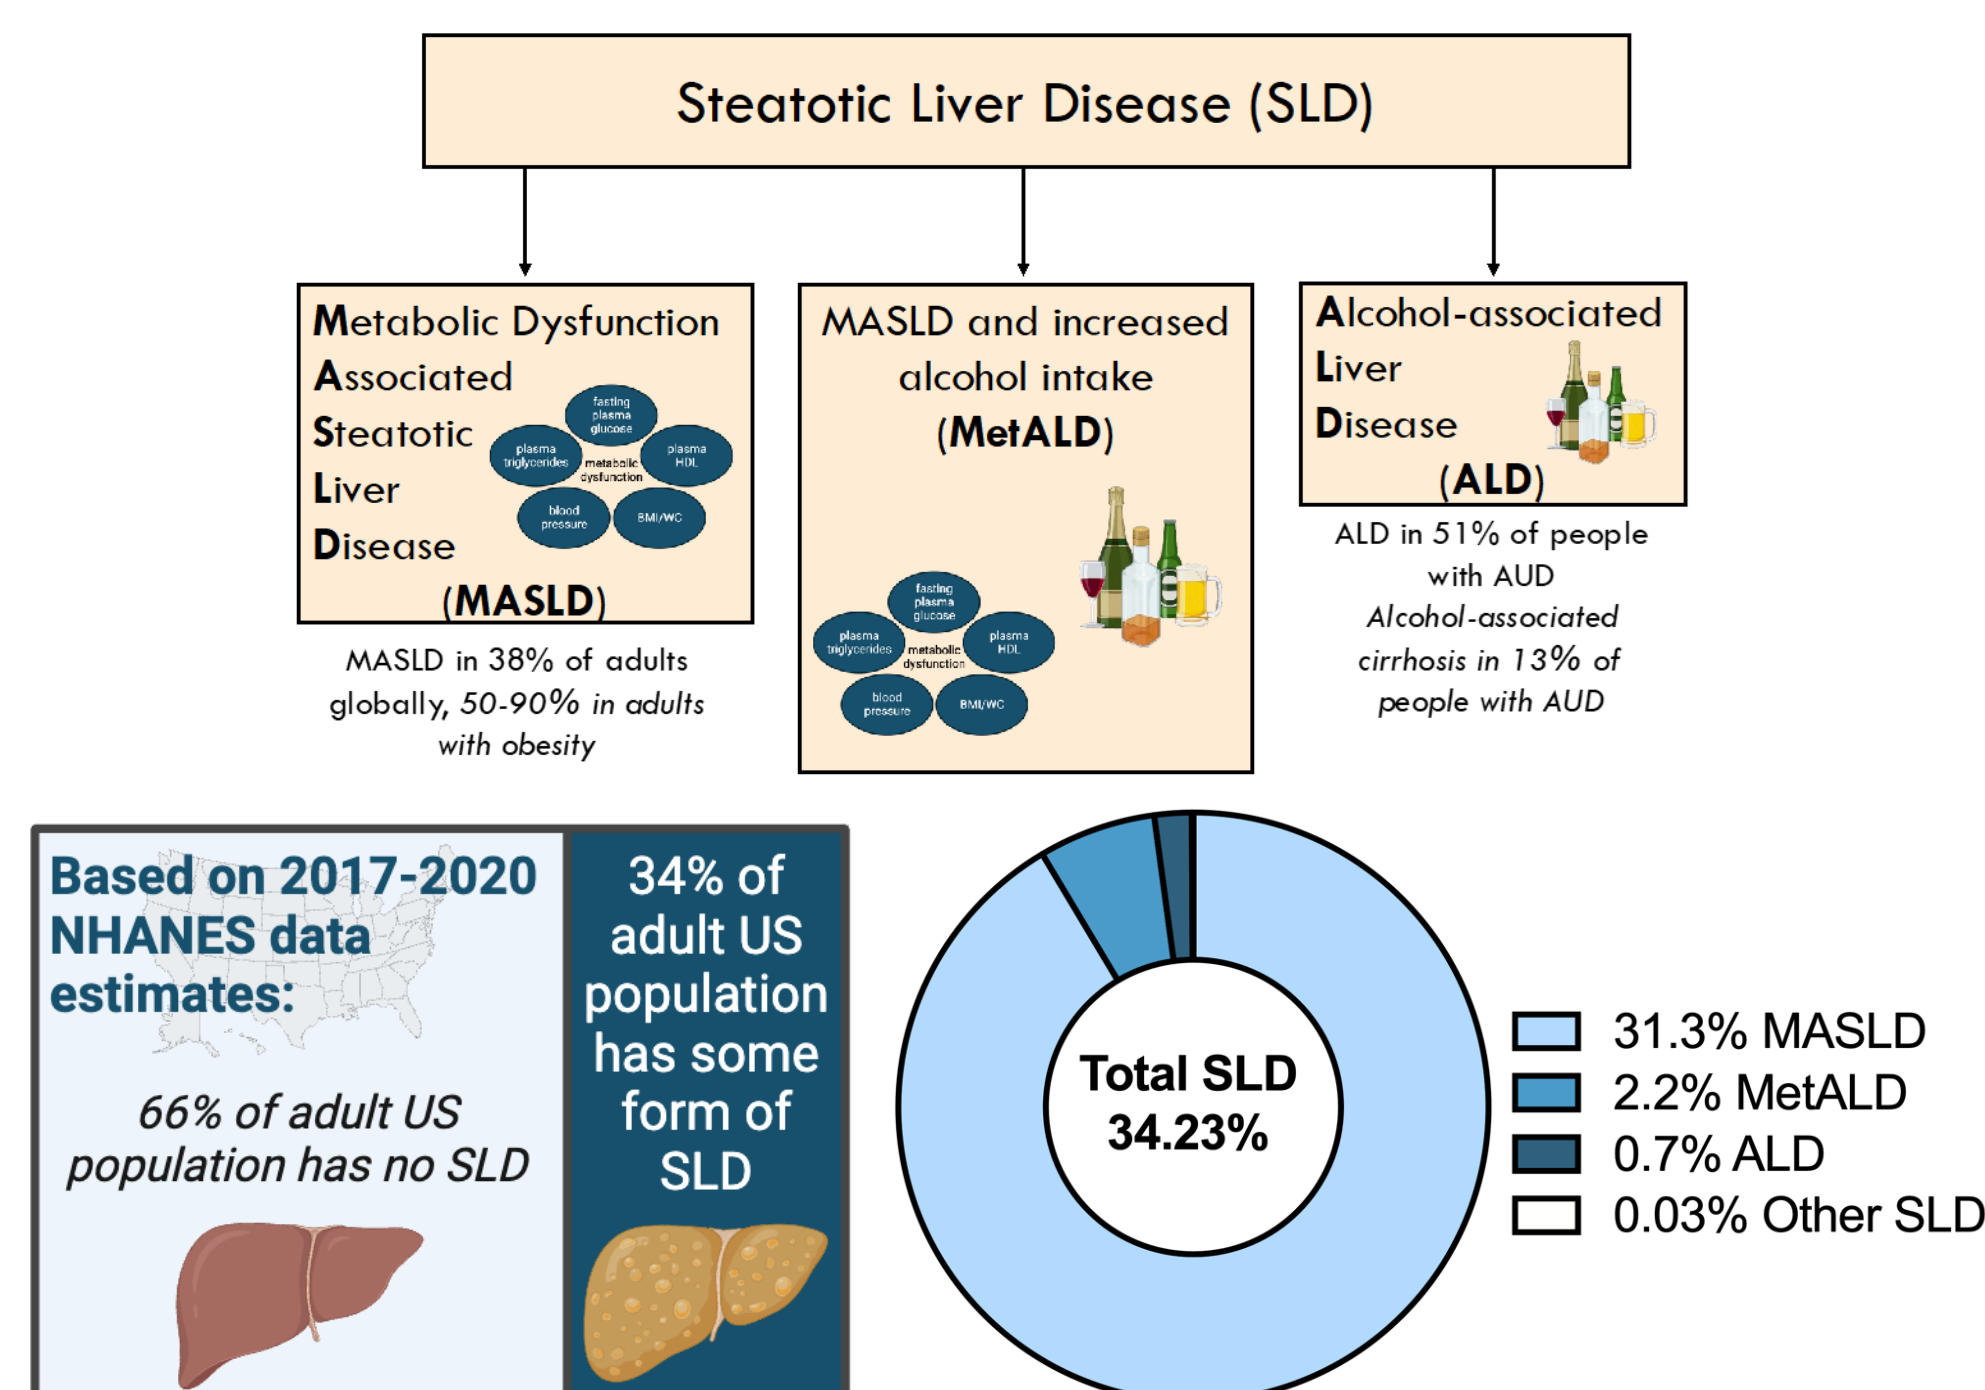 Steatotic Liver Disease (SLD)
Metabolic Dysfunction
Associated
Steatotic
Liver
Disease
(MASLD)
fasting
plasma
glucose
plasma
triglycerides
plasma
HDL
metabolic
dysfunction
blood
pressure
BMI/WC
MASLD in 38% of adults
globally, 50-90% in adults
with obesity
MASLD and increased
alcohol intake
(MetALD)
fasting
plasma
glucose
plasma
triglycerides
plasma
HDL
metabolic
dysfunction
blood
pressure
BMI/WC
Alcohol-associated
Liver
Disease
(ALD)
ALD in 51% of people
with AUD
Alcohol-associated
cirrhosis in 13% of
people with AUD
Based on 2017-2020
NHANES data
estimates:
66% of adult US
population has no SLD
34% of
adult US
population
has some
form of
SLD
Total SLD
34.23%
31.3% MASLD
2.2% MetALD
0.7% ALD
0.03% Other SLD